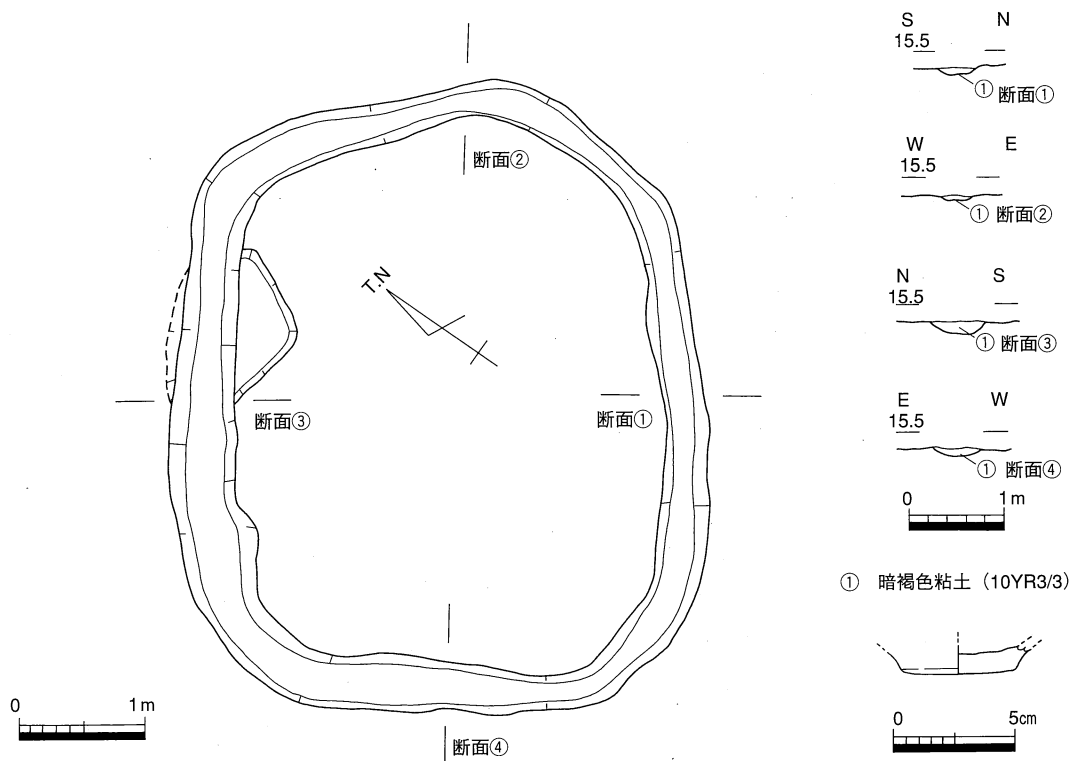 断面②
T.N
断面③
断面①
断面④
0 1m
S N
15.5
① 断面①
W E
15.5
① 断面②
N S
15.5
① 断面③
E W
15.5
① 断面④
0 1m
① 暗褐色粘土（10YR3/3）
0 5cm